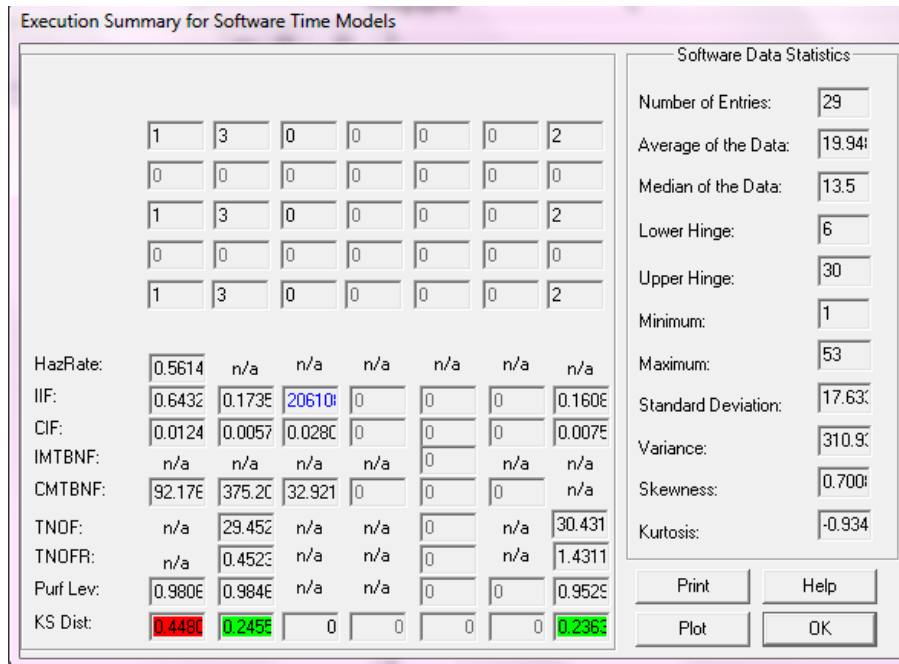 Execution Summary for Software Time Models
1 3 0 0 0 0 2
0 0 0 0 0 0 0
1 3 0 0 0 0 2
0 0 0 0 0 0 0
1 3 0 0 0 0 2
HazRate: 0.5614 n/a n/a n/a n/a n/a n/a
IIF: 0.6432 0.1735 20610 0 0 0 0.1608
CIF: 0.0124 0.0057 0.0280 0 0 0 0.0075
IMTBNF: n/a n/a n/a n/a 0 n/a n/a
CMTBNF: 92.176 375.20 32.921 0 0 0 n/a
TNOF: n/a 29.452 n/a n/a 0 n/a 30.431
TNOFR: n/a 0.4523 n/a n/a 0 n/a 1.4311
Purf Lev: 0.9806 0.9846 n/a n/a 0 0 0.9529
KS Dist: 0.4480 0.2455 0 0 0 0 0.2363
Software Data Statistics
Number of Entries: 29
Average of the Data: 19.948
Median of the Data: 13.5
Lower Hinge: 6
Upper Hinge: 30
Minimum: 1
Maximum: 53
Standard Deviation: 17.633
Variance: 310.93
Skewness: 0.700
Kurtosis: -0.934
Print Help
Plot OK